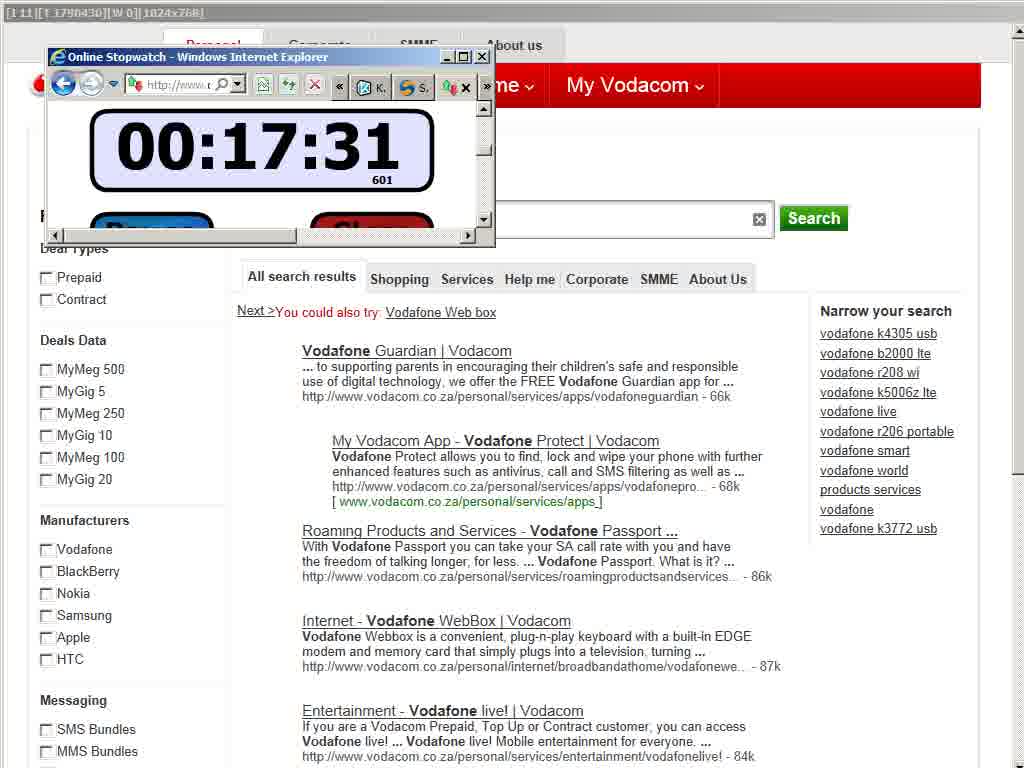 [I 11][T 1790430][W 0][1024x768]
Personal Corporate SMME About us
Online Stopwatch - Windows Internet Explorer
http://www.
K.
S.
me
My Vodacom
00:17:31
601
Search
Deal Types
Prepaid
Contract
Deals Data
MyMeg 500
MyGig 5
MyMeg 250
MyGig 10
MyMeg 100
MyGig 20
Manufacturers
Vodafone
BlackBerry
Nokia
Samsung
Apple
HTC
Messaging
SMS Bundles
MMS Bundles
All search results Shopping Services Help me Corporate SMME About Us
Next >You could also try: Vodafone Web box
Vodafone Guardian | Vodacom
... to supporting parents in encouraging their children's safe and responsible
use of digital technology, we offer the FREE Vodafone Guardian app for ...
http://www.vodacom.co.za/personal/services/apps/vodafoneguardian - 66k
My Vodacom App - Vodafone Protect | Vodacom
Vodafone Protect allows you to find, lock and wipe your phone with further
enhanced features such as antivirus, call and SMS filtering as well as ...
http://www.vodacom.co.za/personal/services/apps/vodafonepro... - 68k
[ www.vodacom.co.za/personal/services/apps ]
Roaming Products and Services - Vodafone Passport ...
With Vodafone Passport you can take your SA call rate with you and have
the freedom of talking longer, for less. ... Vodafone Passport. What is it? ...
http://www.vodacom.co.za/personal/services/roamingproductsandservices... - 86k
Internet - Vodafone WebBox | Vodacom
Vodafone Webbox is a convenient, plug-n-play keyboard with a built-in EDGE
modem and memory card that simply plugs into a television, turning ...
http://www.vodacom.co.za/personal/internet/broadbandathome/vodafonewe... - 87k
Entertainment - Vodafone live! | Vodacom
If you are a Vodacom Prepaid, Top Up or Contract customer, you can access
Vodafone live! ... Vodafone live! Mobile entertainment for everyone. ...
http://www.vodacom.co.za/personal/services/entertainment/vodafonelive! - 84k
Narrow your search
vodafone k4305 usb
vodafone b2000 lte
vodafone r208 wi
vodafone k5006z lte
vodafone live
vodafone r206 portable
vodafone smart
vodafone world
products services
vodafone
vodafone k3772 usb